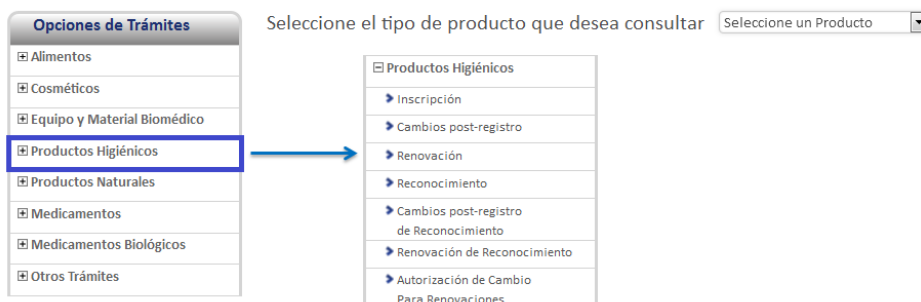 Opciones de Trámites
Seleccione el tipo de producto que desea consultar
Seleccione un Producto
Alimentos
Cosméticos
Equipo y Material Biomédico
Productos Higiénicos
Productos Naturales
Medicamentos
Medicamentos Biológicos
Otros Trámites
Productos Higiénicos
Inscripción
Cambios post-registro
Renovación
Reconocimiento
Cambios post-registro
de Reconocimiento
Renovación de Reconocimiento
Autorización de Cambio
Para Renovaciones